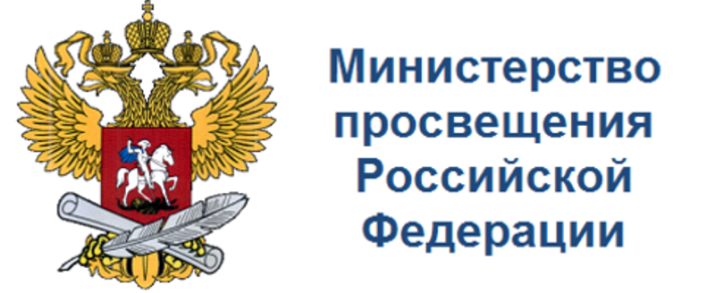 Министерство
просвещения
Российской
Федерации